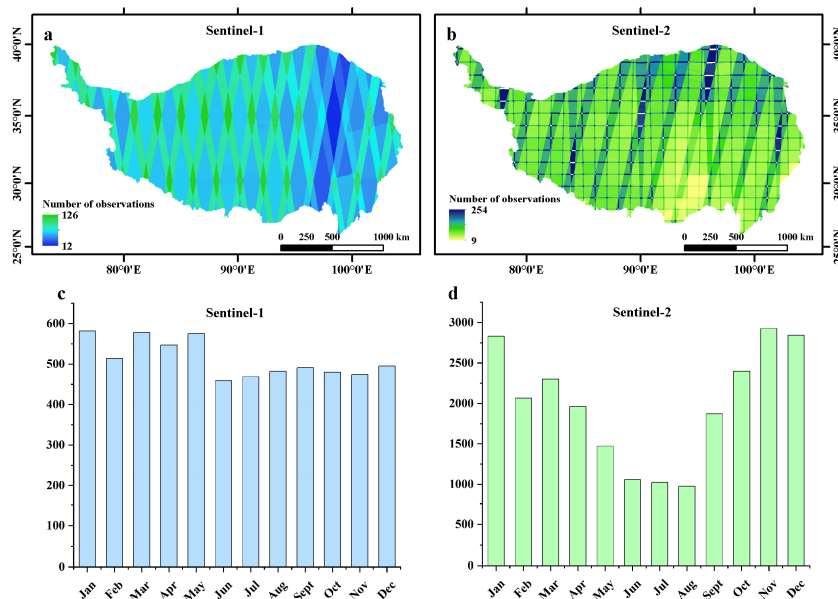 a
Sentinel-1
40°0'N
35°0'N
30°0'N
25°0'N
Number of observations
126
12
0 250 500 1000 km
80°0'E 90°0'E 100°0'E
b
Sentinel-2
40°0'N
35°0'N
30°0'N
25°0'N
Number of observations
254
9
0 250 500 1000 km
80°0'E 90°0'E 100°0'E
c
Sentinel-1
600
500
400
300
200
100
0
Jan Feb Mar Apr May Jun Jul Aug Sept Oct Nov Dec
d
Sentinel-2
3000
2500
2000
1500
1000
500
0
Jan Feb Mar Apr May Jun Jul Aug Sept Oct Nov Dec